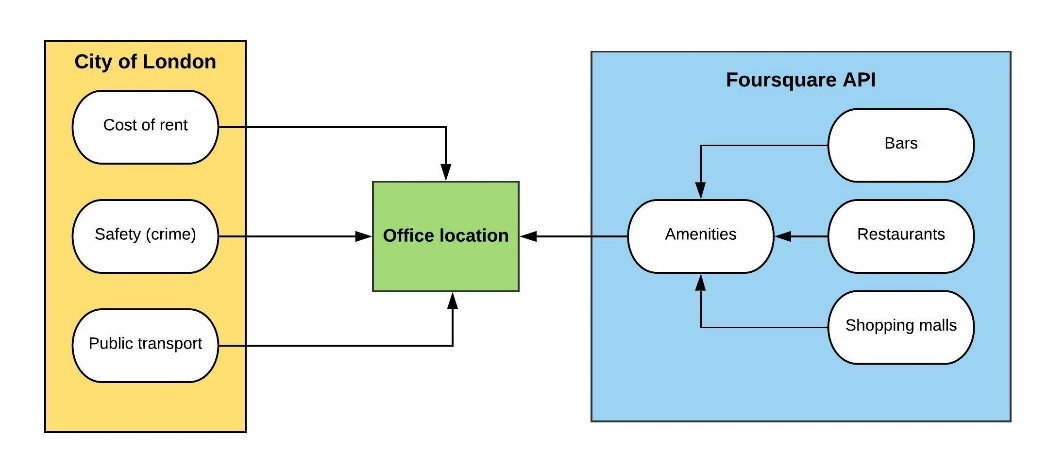 City of London
Cost of rent
Safety (crime)
Public transport
Office location
Foursquare API
Amenities
Bars
Restaurants
Shopping malls